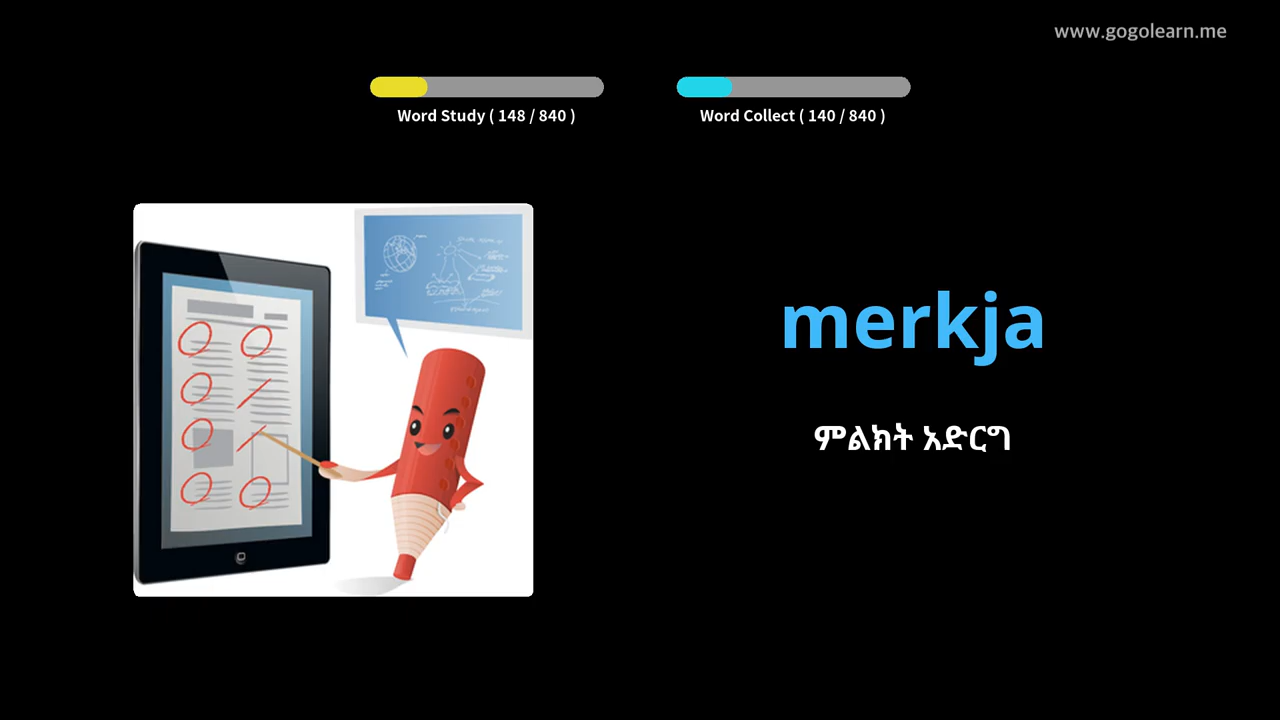 www.gogolearn.me
Word Study ( 148 / 840 )
Word Collect ( 140 / 840 )
merkja
ምልክት አድርግ